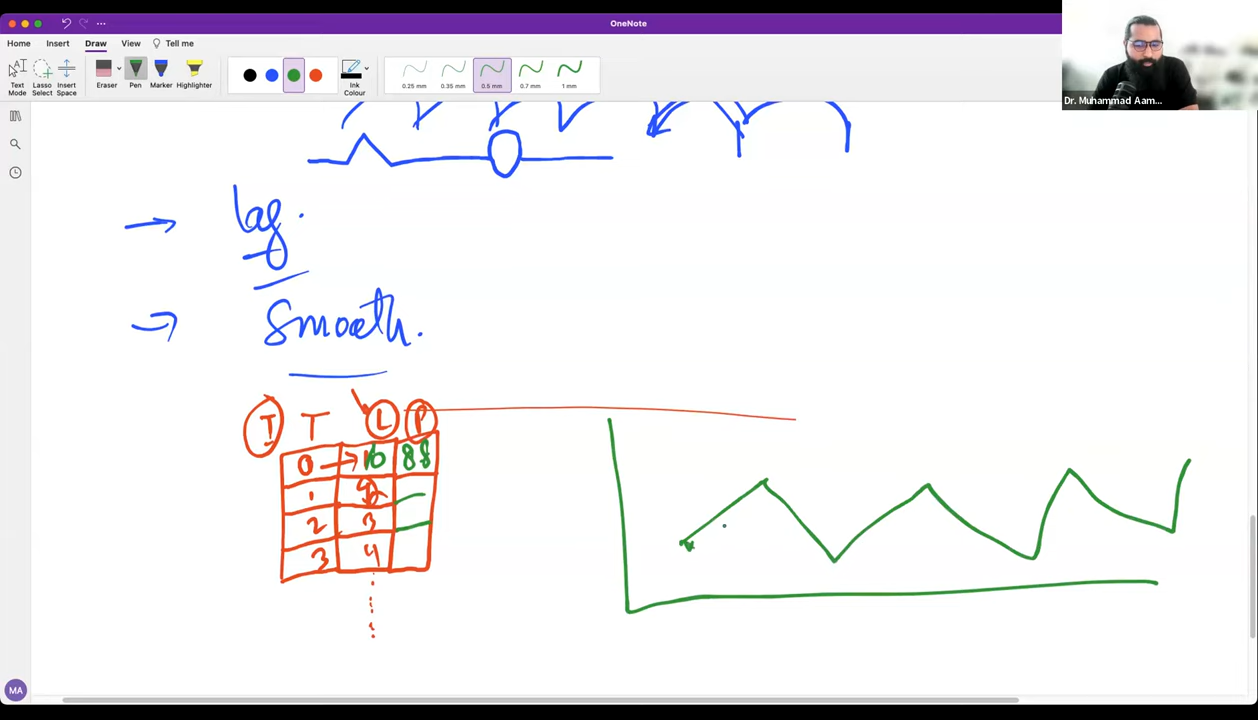 OneNote
Home Insert Draw View Tell me
Text Mode
Lasso Select
Insert Space
Eraser
Pen
Marker
Highlighter
0.25 mm
0.35 mm
0.5 mm
0.7 mm
1 mm
Ink Colour
Dr. Muhammad Aam...
→ lag.
→ Smooth.
I T L P
0 → 10 88
1
2 3
3 4
MA